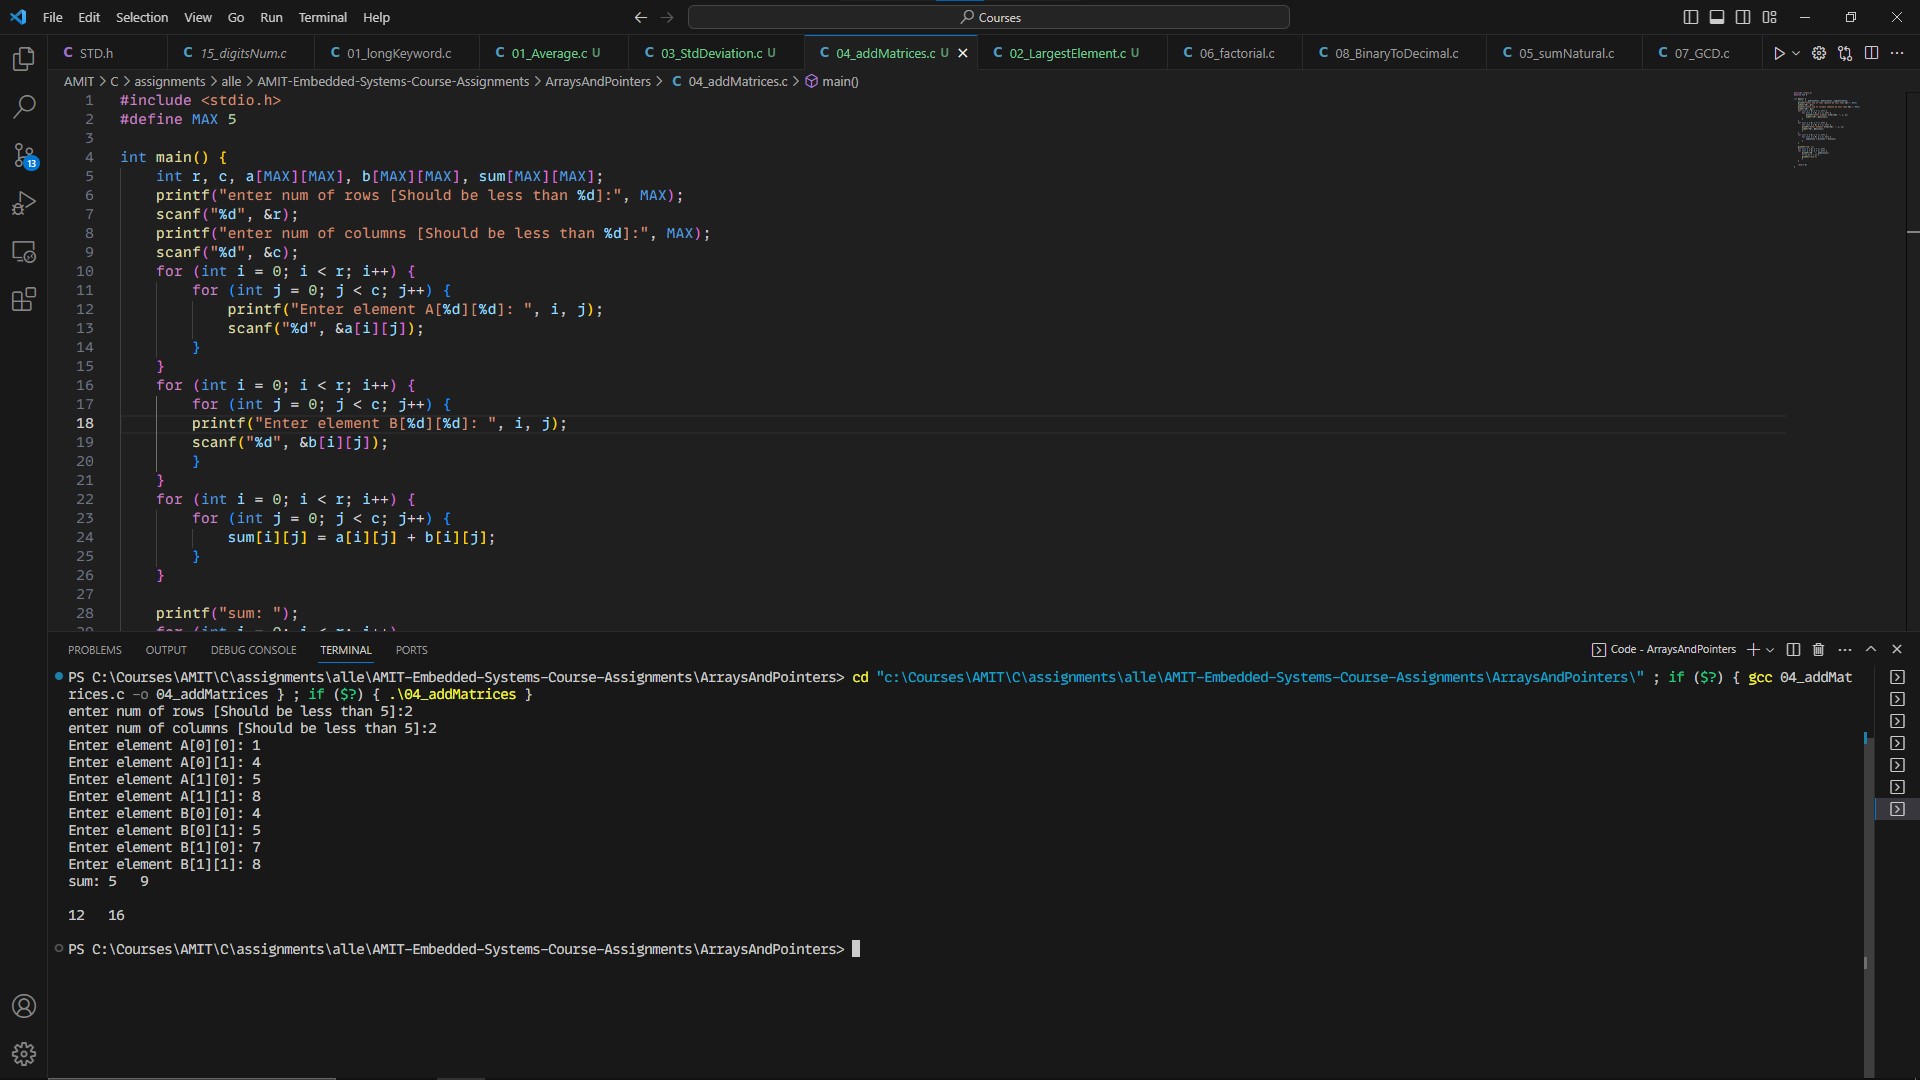 File Edit Selection View Go Run Terminal Help
Courses
C STD.h C 15_digitsNum.c C 01_longKeyword.c C 01_Average.c U C 03_StdDeviation.c U C 04_addMatrices.c U C 02_LargestElement.c U C 06_factorial.c C 08_BinaryToDecimal.c C 05_sumNatural.c C 07_GCD.c
AMIT > C > assignments > alle > AMIT-Embedded-Systems-Course-Assignments > ArraysAndPointers > C 04_addMatrices.c > main()
1 #include <stdio.h>
2 #define MAX 5
3
4 int main() {
5 int r, c, a[MAX][MAX], b[MAX][MAX], sum[MAX][MAX];
6 printf("enter num of rows [Should be less than %d]:", MAX);
7 scanf("%d", &r);
8 printf("enter num of columns [Should be less than %d]:", MAX);
9 scanf("%d", &c);
10 for (int i = 0; i < r; i++) {
11 for (int j = 0; j < c; j++) {
12 printf("Enter element A[%d][%d]: ", i, j);
13 scanf("%d", &a[i][j]);
14 }
15 }
16 for (int i = 0; i < r; i++) {
17 for (int j = 0; j < c; j++) {
18 printf("Enter element B[%d][%d]: ", i, j);
19 scanf("%d", &b[i][j]);
20 }
21 }
22 for (int i = 0; i < r; i++) {
23 for (int j = 0; j < c; j++) {
24 sum[i][j] = a[i][j] + b[i][j];
25 }
26 }
27
28 printf("sum: ");
13
PROBLEMS OUTPUT DEBUG CONSOLE TERMINAL PORTS Code - ArraysAndPointers
PS C:\Courses\AMIT\C\assignments\alle\AMIT-Embedded-Systems-Course-Assignments\ArraysAndPointers> cd "c:\Courses\AMIT\C\assignments\alle\AMIT-Embedded-Systems-Course-Assignments\ArraysAndPointers\" ; if ($?) { gcc 04_addMat
rices.c -o 04_addMatrices } ; if ($?) { .\04_addMatrices }
enter num of rows [Should be less than 5]:2
enter num of columns [Should be less than 5]:2
Enter element A[0][0]: 1
Enter element A[0][1]: 4
Enter element A[1][0]: 5
Enter element A[1][1]: 8
Enter element B[0][0]: 4
Enter element B[0][1]: 5
Enter element B[1][0]: 7
Enter element B[1][1]: 8
sum: 5 9
12 16
PS C:\Courses\AMIT\C\assignments\alle\AMIT-Embedded-Systems-Course-Assignments\ArraysAndPointers>